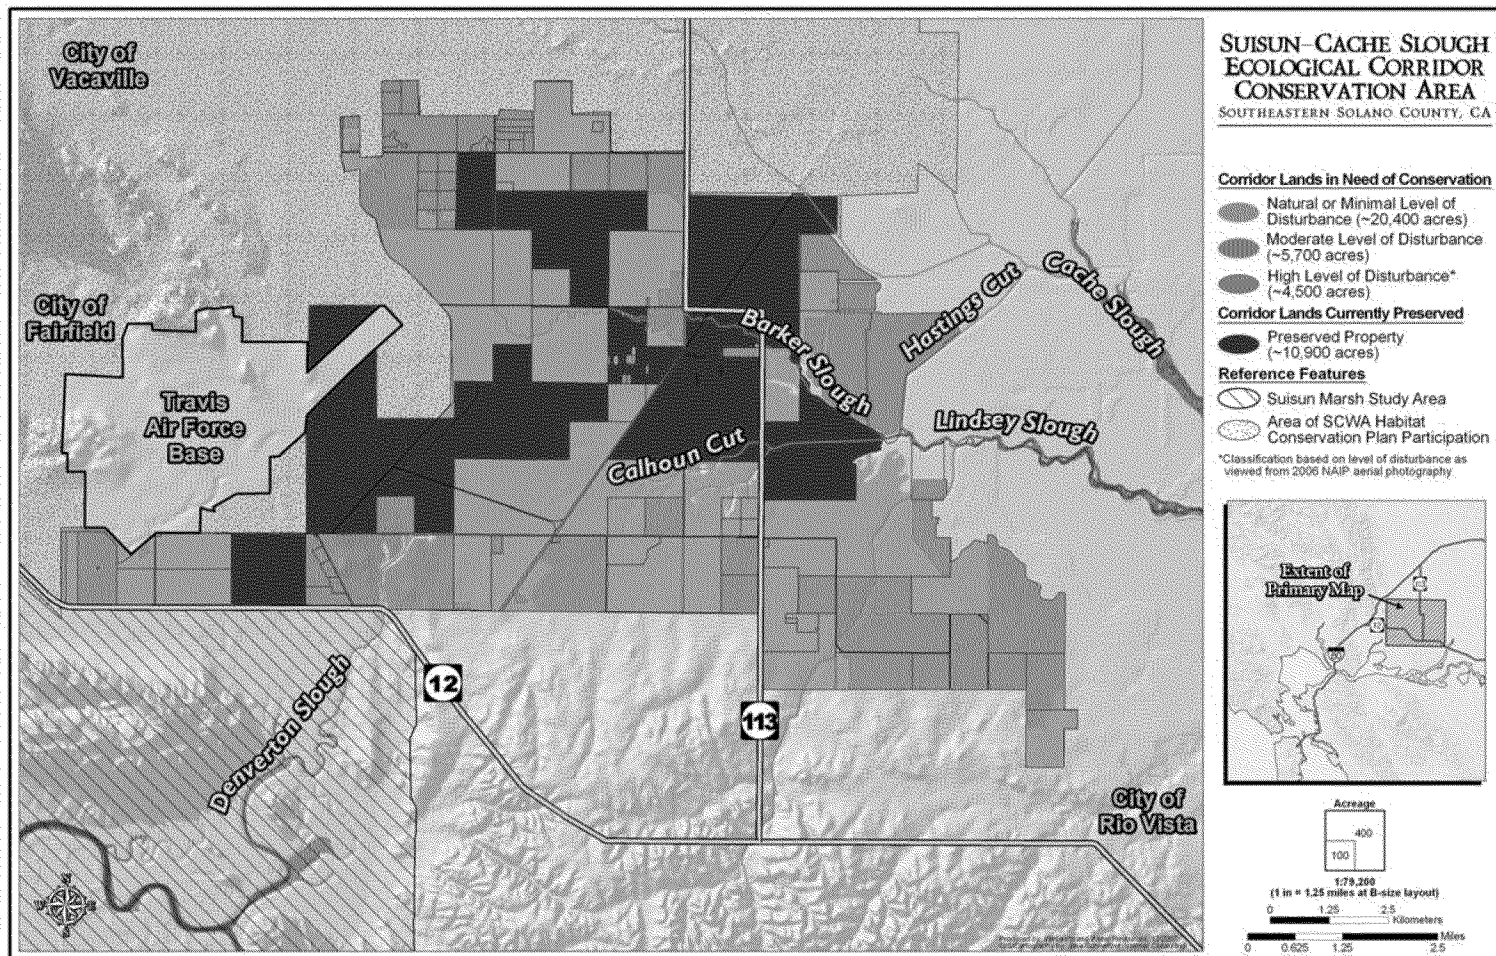 SUISUN–CACHE SLOUGH
ECOLOGICAL CORRIDOR
CONSERVATION AREA
SOUTHEASTERN SOLANO COUNTY, CA
Corridor Lands in Need of Conservation
Natural or Minimal Level of
Disturbance (~20,400 acres)
Moderate Level of Disturbance
(~5,700 acres)
High Level of Disturbance*
(~4,500 acres)
Corridor Lands Currently Preserved
Preserved Property
(~10,900 acres)
Reference Features
Suisun Marsh Study Area
Area of SCWA Habitat
Conservation Plan Participation
*Classification based on level of disturbance as
viewed from 2006 NAIP aerial photography
City of
Vacaville
City of
Fairfield
Travis
Air Force
Base
Barker Slough
Hastings Cut
Cache Slough
Lindsey Slough
Calhoun Cut
Denverton Slough
12
113
City of
Rio Vista
Extent of
Primary Map
12
Acreage
400
100
1:79,200
(1 in = 1.25 miles at B-size layout)
0 1.25 2.5
Kilometers
Miles
0 0.625 1.25 2.5